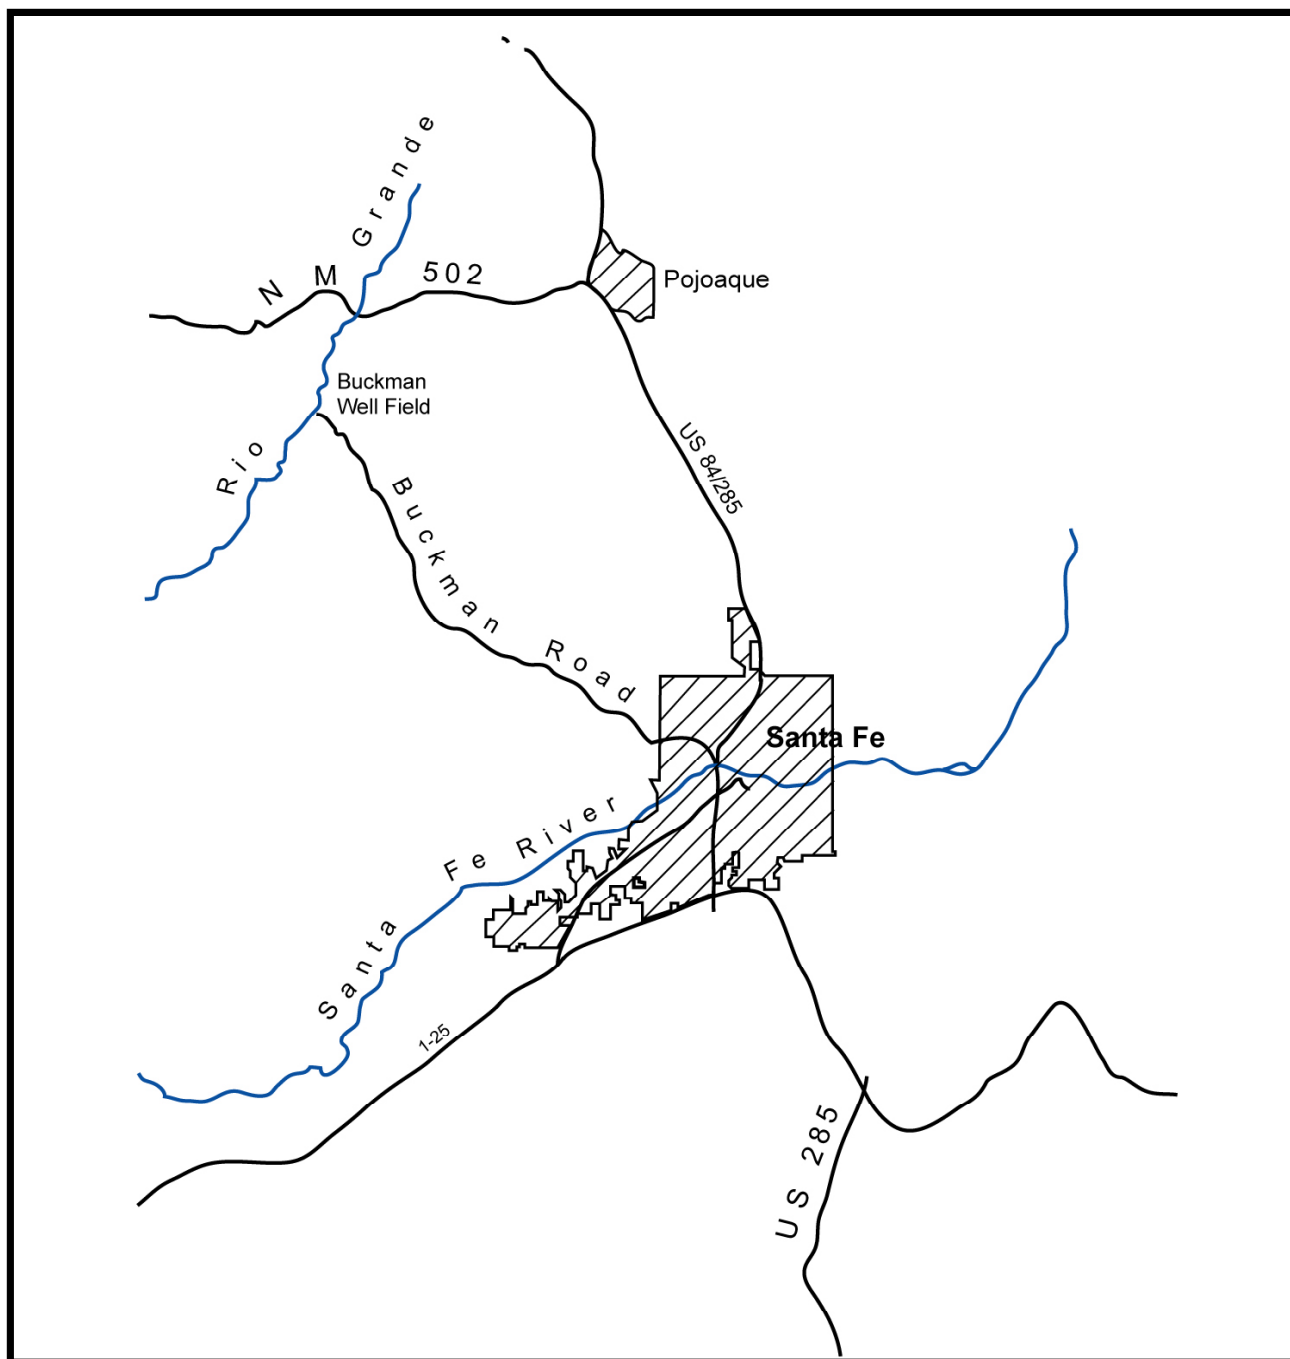 Rio Grande
NM 502
Pojoaque
Buckman
Well Field
US 84/285
Buckman Road
Santa Fe
Santa Fe River
1-25
US 285